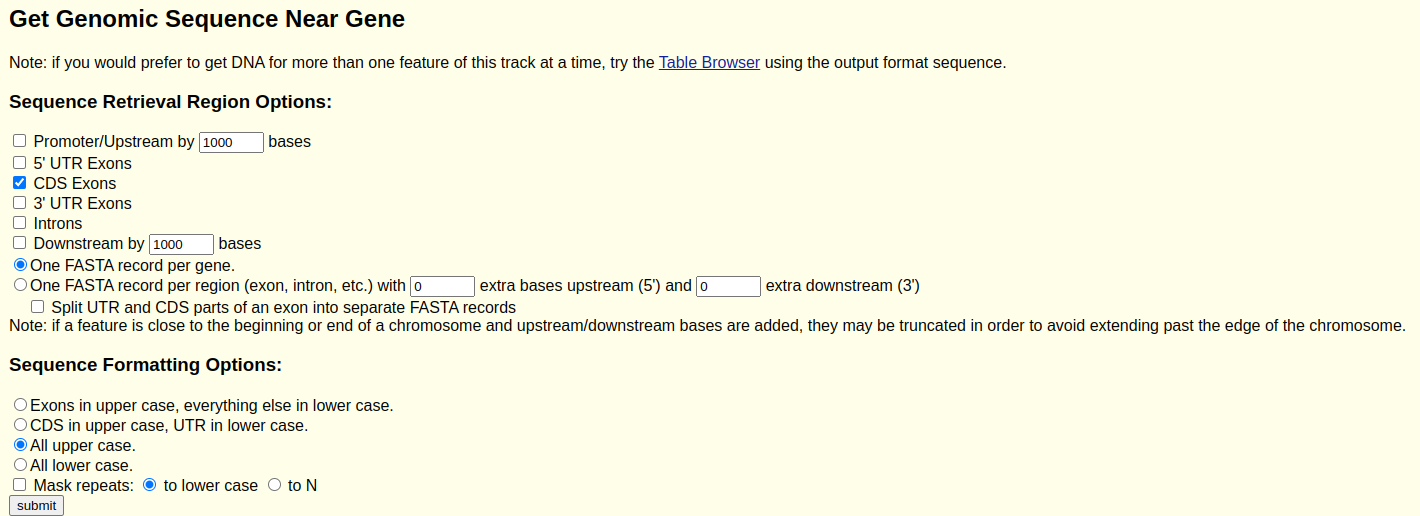 Get Genomic Sequence Near Gene
Note: if you would prefer to get DNA for more than one feature of this track at a time, try the Table Browser using the output format sequence.
Sequence Retrieval Region Options:
Promoter/Upstream by 1000 bases
5' UTR Exons
CDS Exons
3' UTR Exons
Introns
Downstream by 1000 bases
One FASTA record per gene.
One FASTA record per region (exon, intron, etc.) with 0 extra bases upstream (5') and 0 extra downstream (3')
Split UTR and CDS parts of an exon into separate FASTA records
Note: if a feature is close to the beginning or end of a chromosome and upstream/downstream bases are added, they may be truncated in order to avoid extending past the edge of the chromosome.
Sequence Formatting Options:
Exons in upper case, everything else in lower case.
CDS in upper case, UTR in lower case.
All upper case.
All lower case.
Mask repeats: to lower case to N
submit